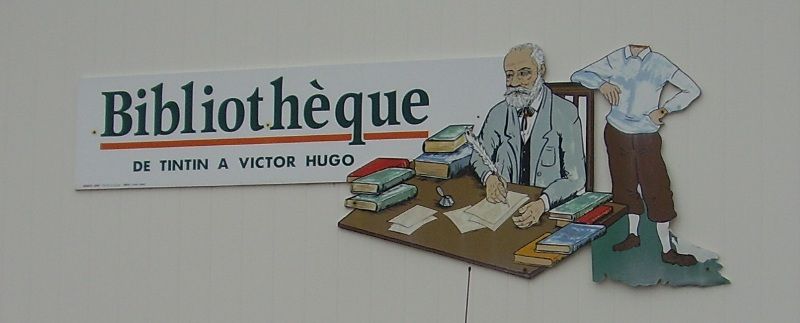 Bibliothèque
DE TINTIN A VICTOR HUGO